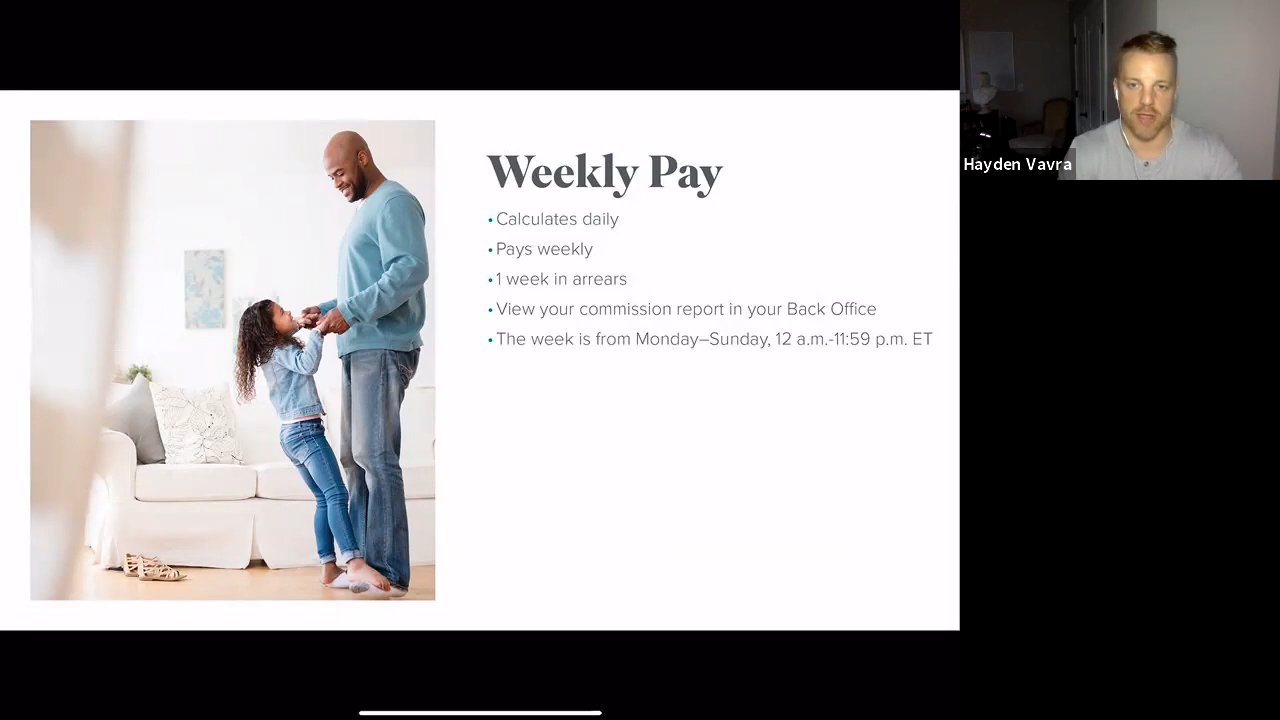 Weekly Pay
• Calculates daily
• Pays weekly
• 1 week in arrears
• View your commission report in your Back Office
• The week is from Monday–Sunday, 12 a.m.-11:59 p.m. ET
Hayden Vavra